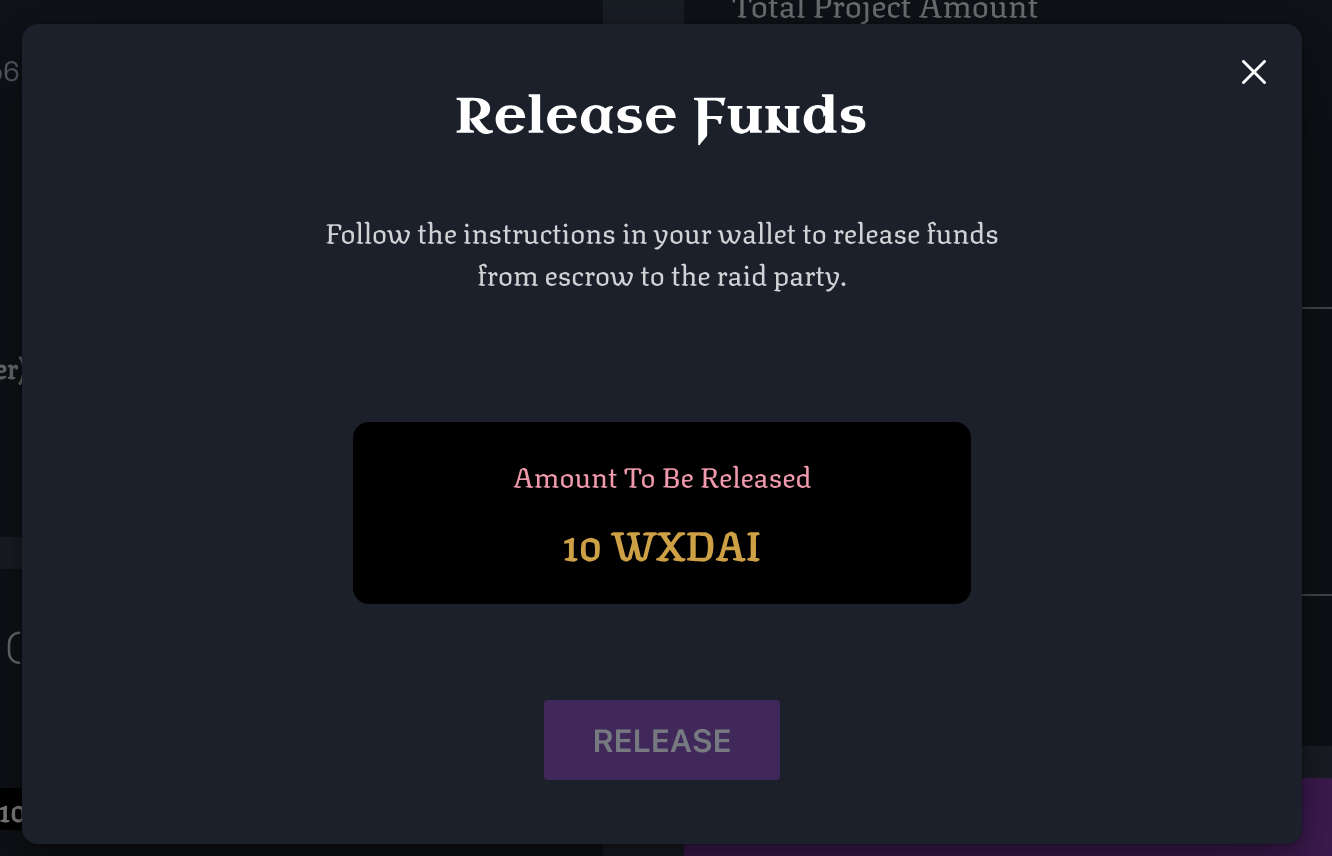 Total Project Amount
Release Funds
Follow the instructions in your wallet to release funds
from escrow to the raid party.
Amount To Be Released
10 WXDAI
RELEASE
10